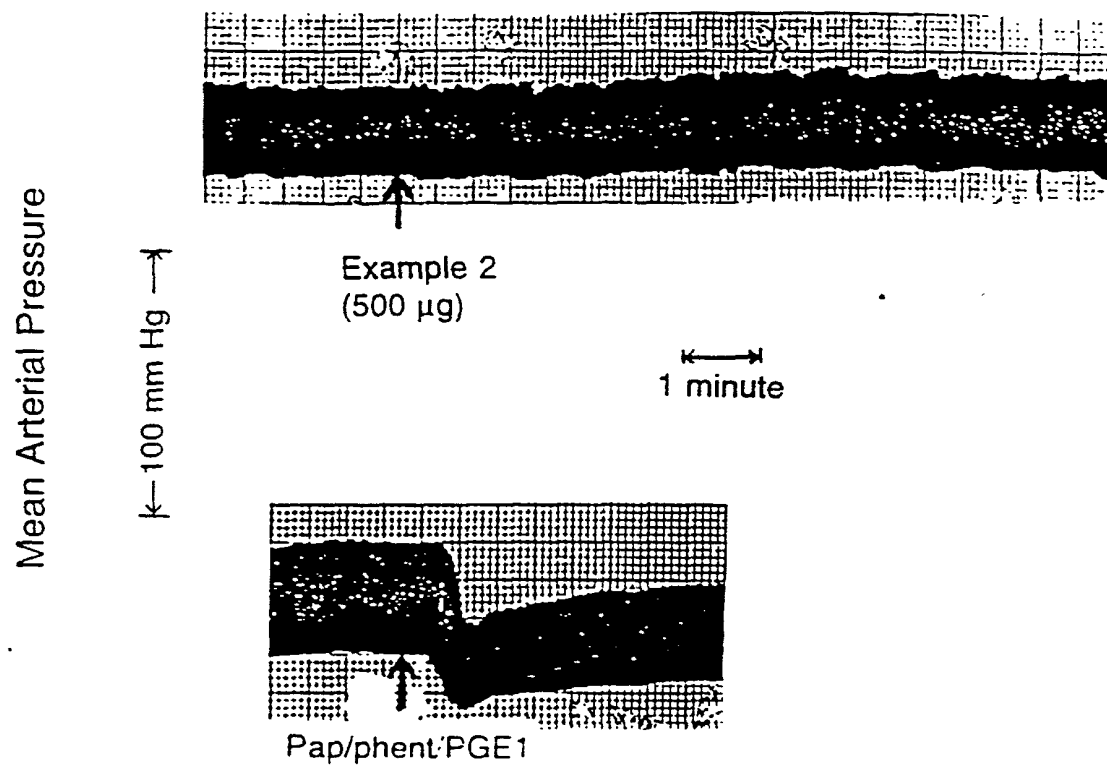 Mean Arterial Pressure
100 mm Hg
Example 2
(500 µg)
1 minute
Pap/phent/PGE1